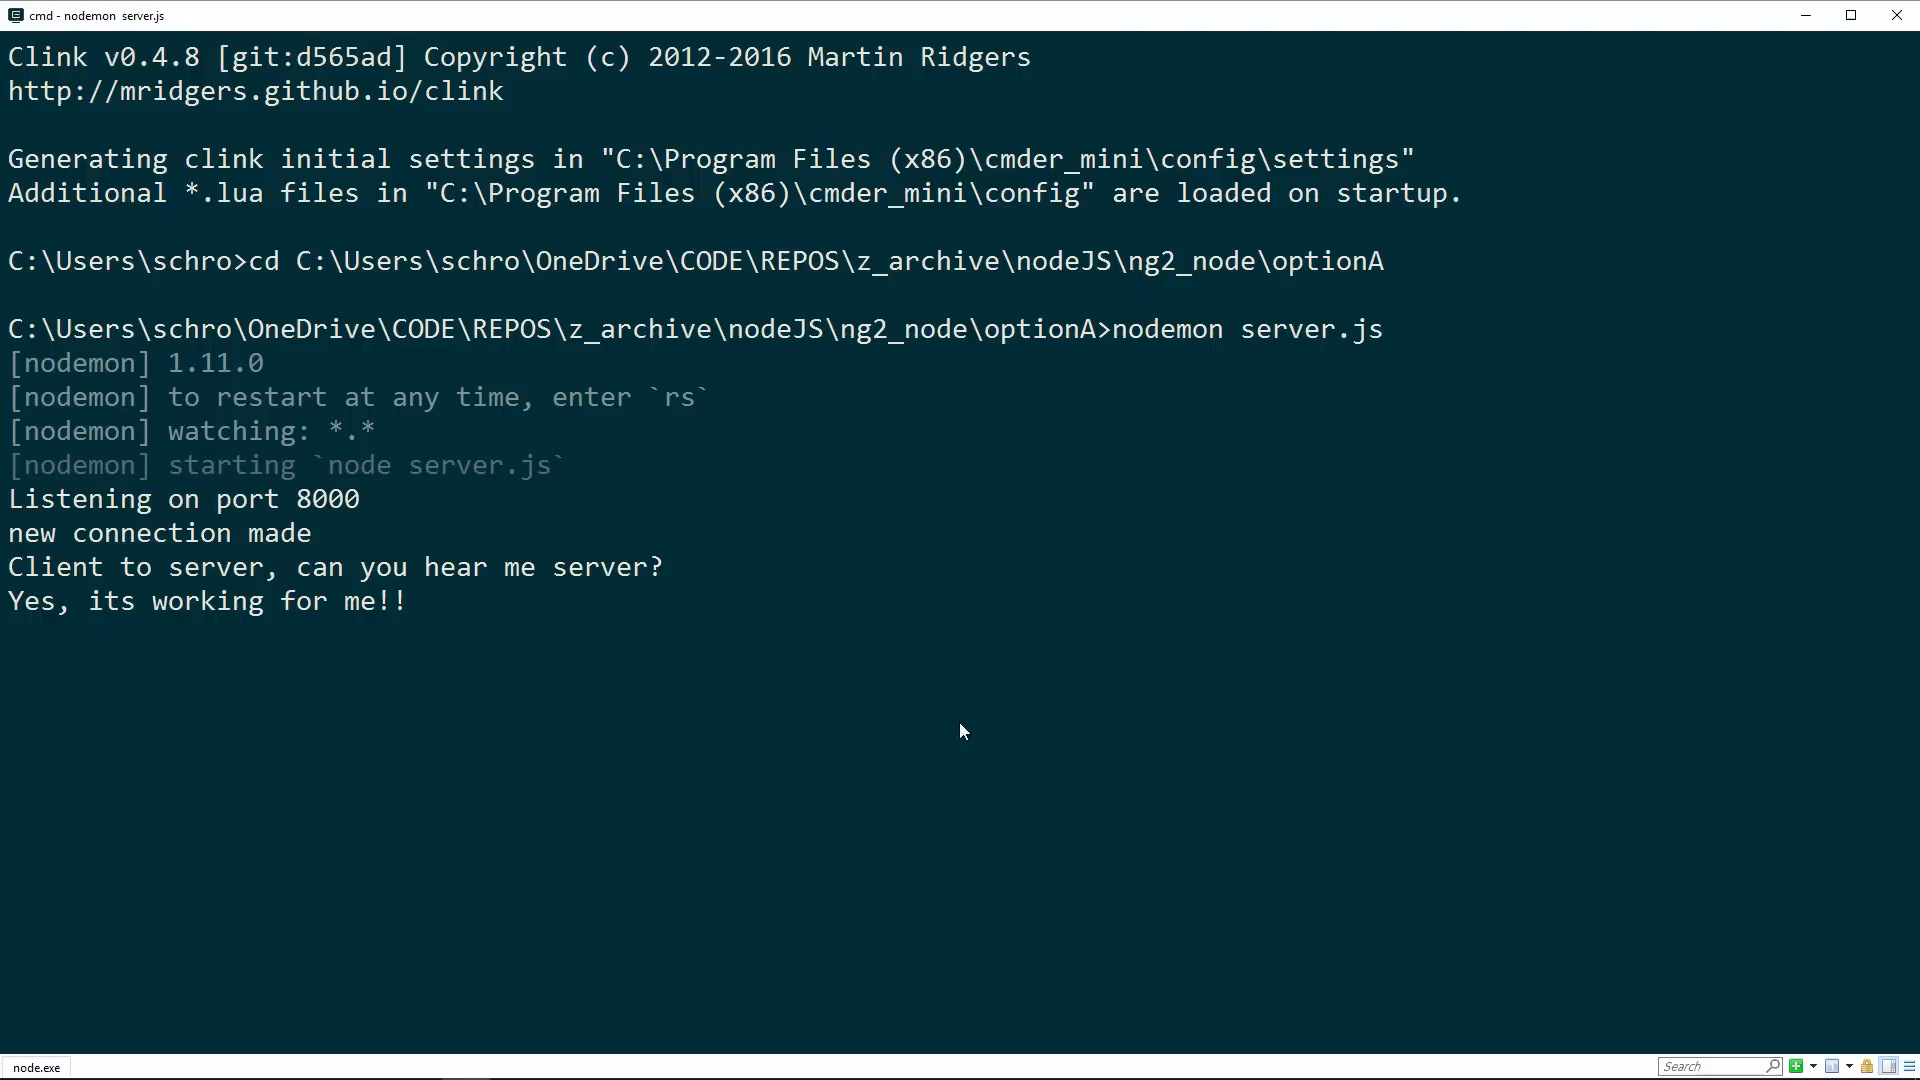 cmd - nodemon  server.js
Clink v0.4.8 [git:d565ad] Copyright (c) 2012-2016 Martin Ridgers
http://mridgers.github.io/clink
Generating clink initial settings in "C:\Program Files (x86)\cmder_mini\config\settings"
Additional *.lua files in "C:\Program Files (x86)\cmder_mini\config" are loaded on startup.
C:\Users\schro>cd C:\Users\schro\OneDrive\CODE\REPOS\z_archive\nodeJS\ng2_node\optionA
C:\Users\schro\OneDrive\CODE\REPOS\z_archive\nodeJS\ng2_node\optionA>nodemon server.js
[nodemon] 1.11.0
[nodemon] to restart at any time, enter `rs`
[nodemon] watching: *.*
[nodemon] starting `node server.js`
Listening on port 8000
new connection made
Client to server, can you hear me server?
Yes, its working for me!!
node.exe
Search